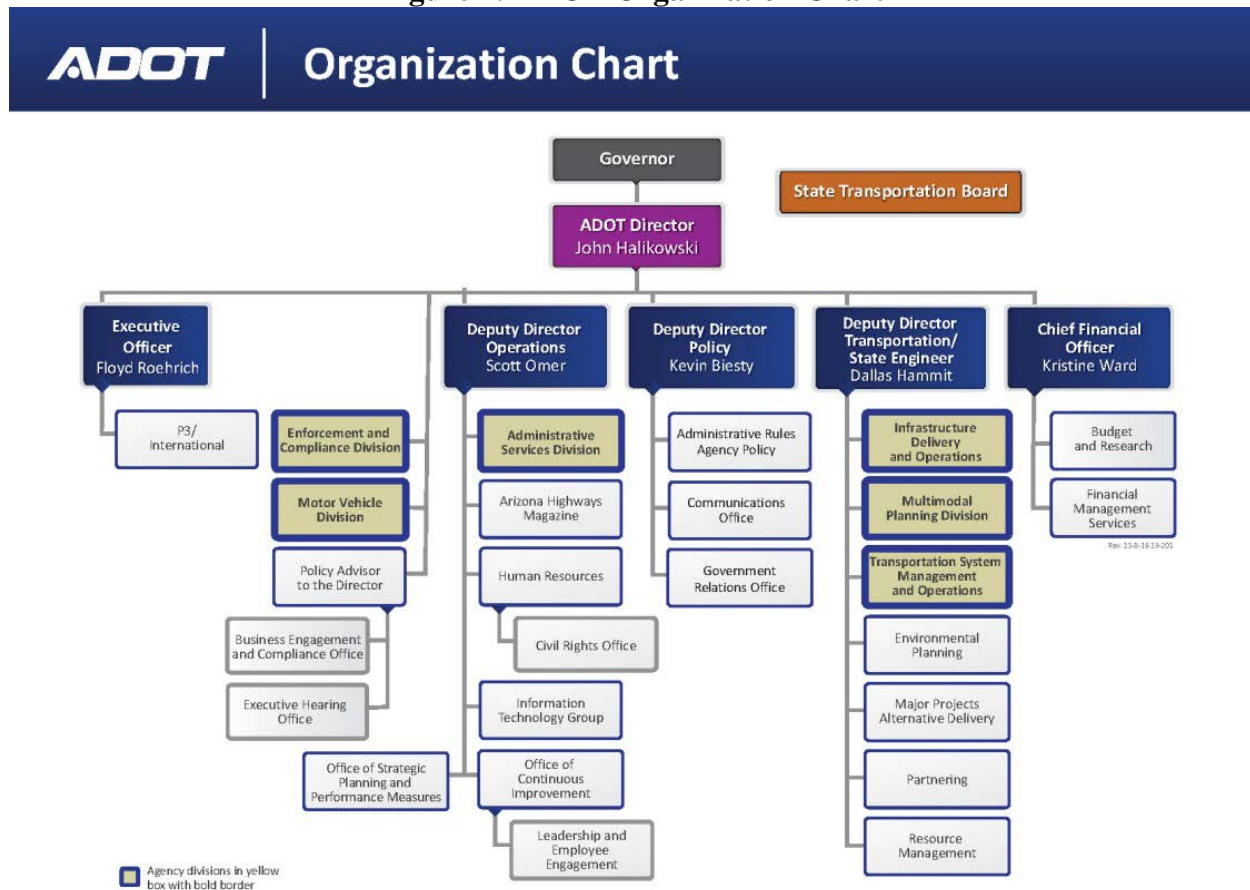 ADOT
Organization Chart
Governor
State Transportation Board
ADOT Director
John Halikowski
Executive
Officer
Floyd Roehrich
Deputy Director
Operations
Scott Omer
Deputy Director
Policy
Kevin Biesty
Deputy Director
Transportation/
State Engineer
Dallas Hammit
Chief Financial
Officer
Kristine Ward
P3/
International
Enforcement and
Compliance Division
Motor Vehicle
Division
Policy Advisor
to the Director
Business Engagement
and Compliance Office
Executive Hearing
Office
Administrative
Services Division
Arizona Highways
Magazine
Human Resources
Civil Rights Office
Information
Technology Group
Office of Strategic
Planning and
Performance Measures
Office of
Continuous
Improvement
Leadership and
Employee
Engagement
Administrative Rules
Agency Policy
Communications
Office
Government
Relations Office
Infrastructure
Delivery
and Operations
Multimodal
Planning Division
Transportation System
Management
and Operations
Environmental
Planning
Major Projects
Alternative Delivery
Partnering
Resource
Management
Budget
and Research
Financial
Management
Services
Agency divisions in yellow
box with bold border